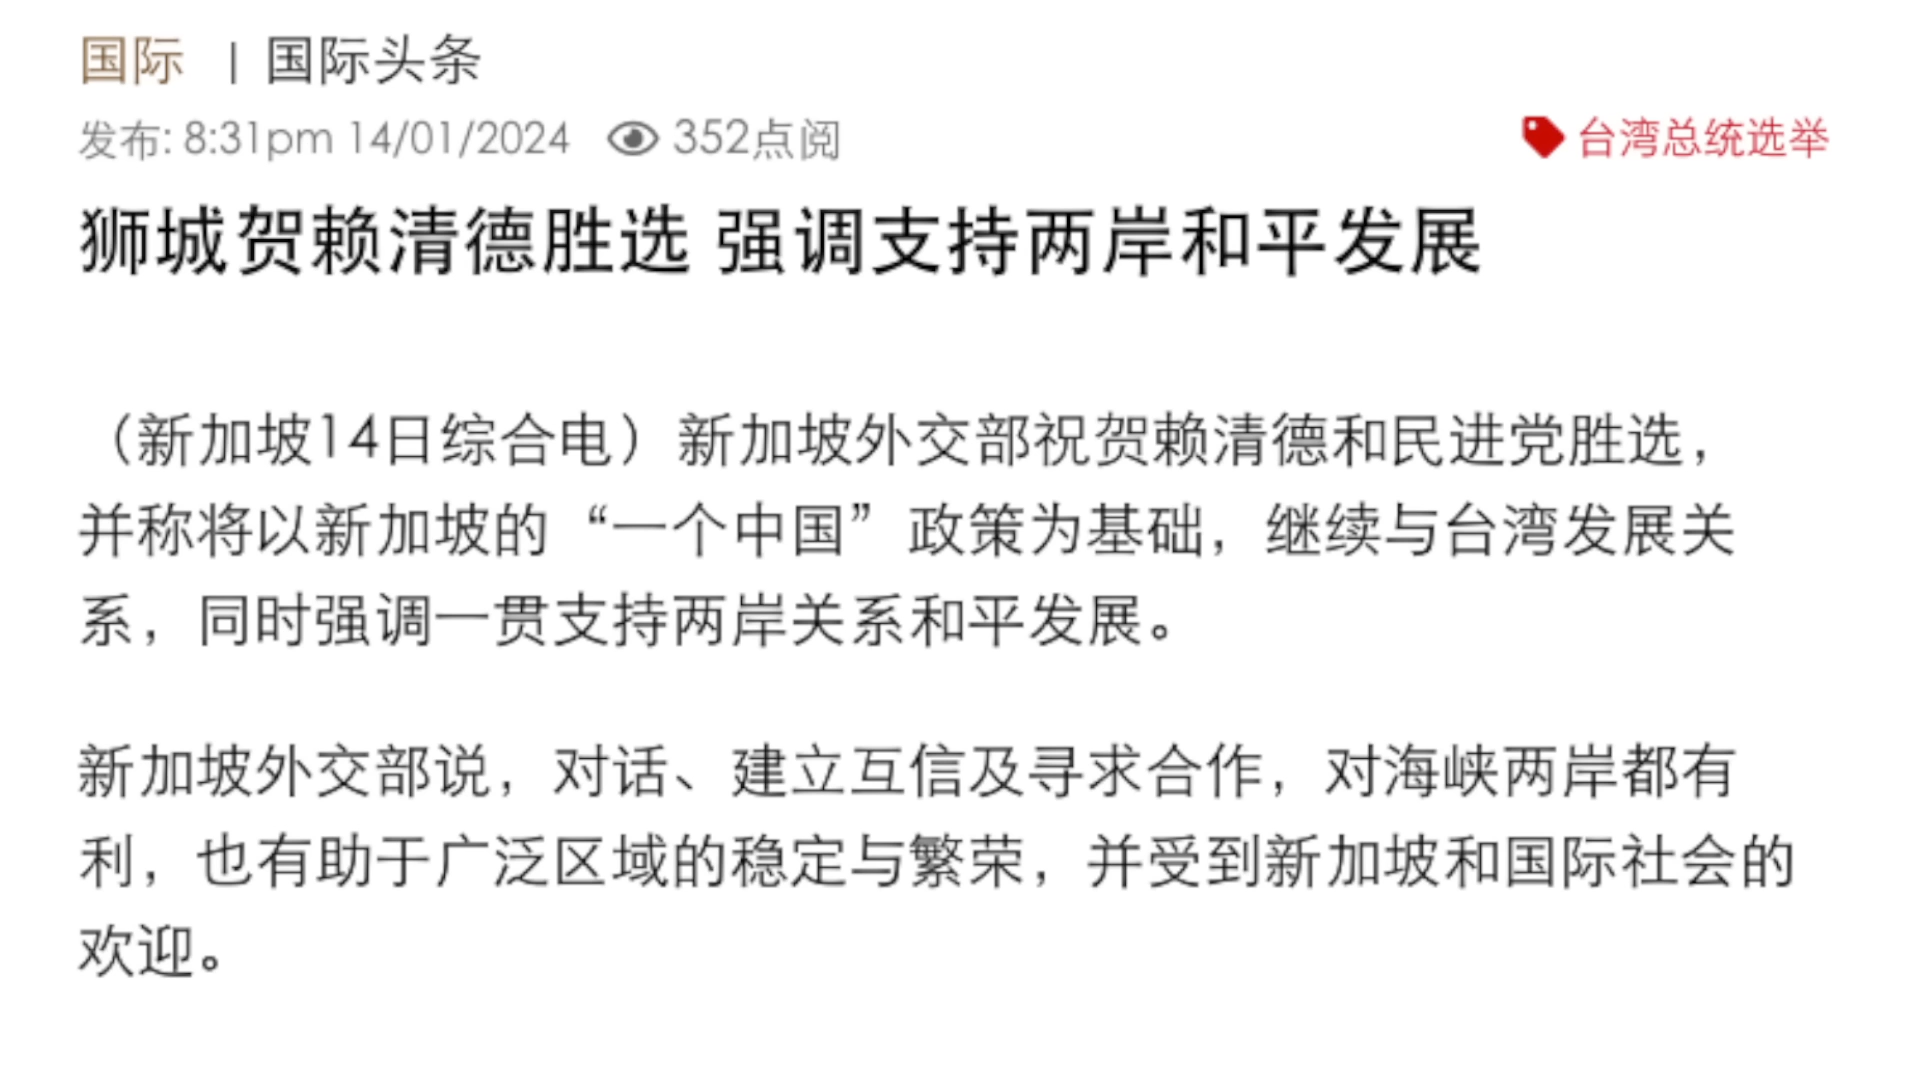 国际 | 国际头条
发布: 8:31pm 14/01/2024 352点阅 台湾总统选举
狮城贺赖清德胜选 强调支持两岸和平发展
（新加坡14日综合电）新加坡外交部祝贺赖清德和民进党胜选，
并称将以新加坡的“一个中国”政策为基础，继续与台湾发展关
系，同时强调一贯支持两岸关系和平发展。
新加坡外交部说，对话、建立互信及寻求合作，对海峡两岸都有
利，也有助于广泛区域的稳定与繁荣，并受到新加坡和国际社会的
欢迎。